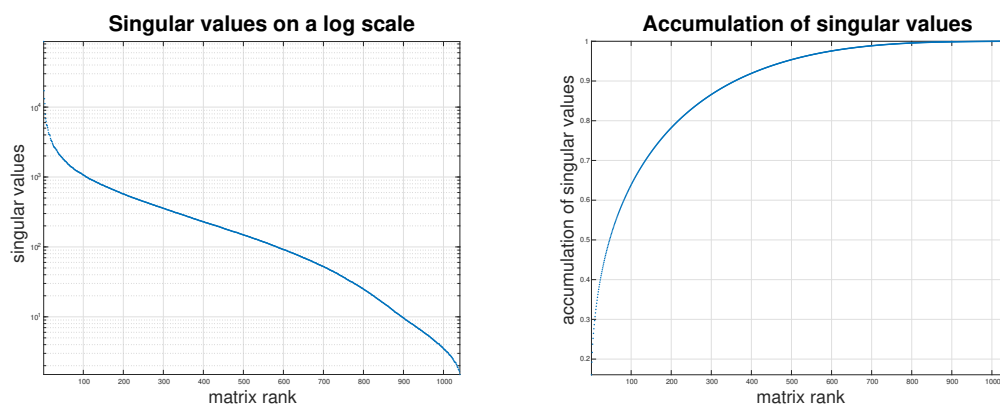 Singular values on a log scale
singular values
10^4
10^3
10^2
10^1
100 200 300 400 500 600 700 800 900 1000
matrix rank
Accumulation of singular values
accumulation of singular values
1
0.9
0.8
0.7
0.6
0.5
0.4
0.3
0.2
100 200 300 400 500 600 700 800 900 1000
matrix rank